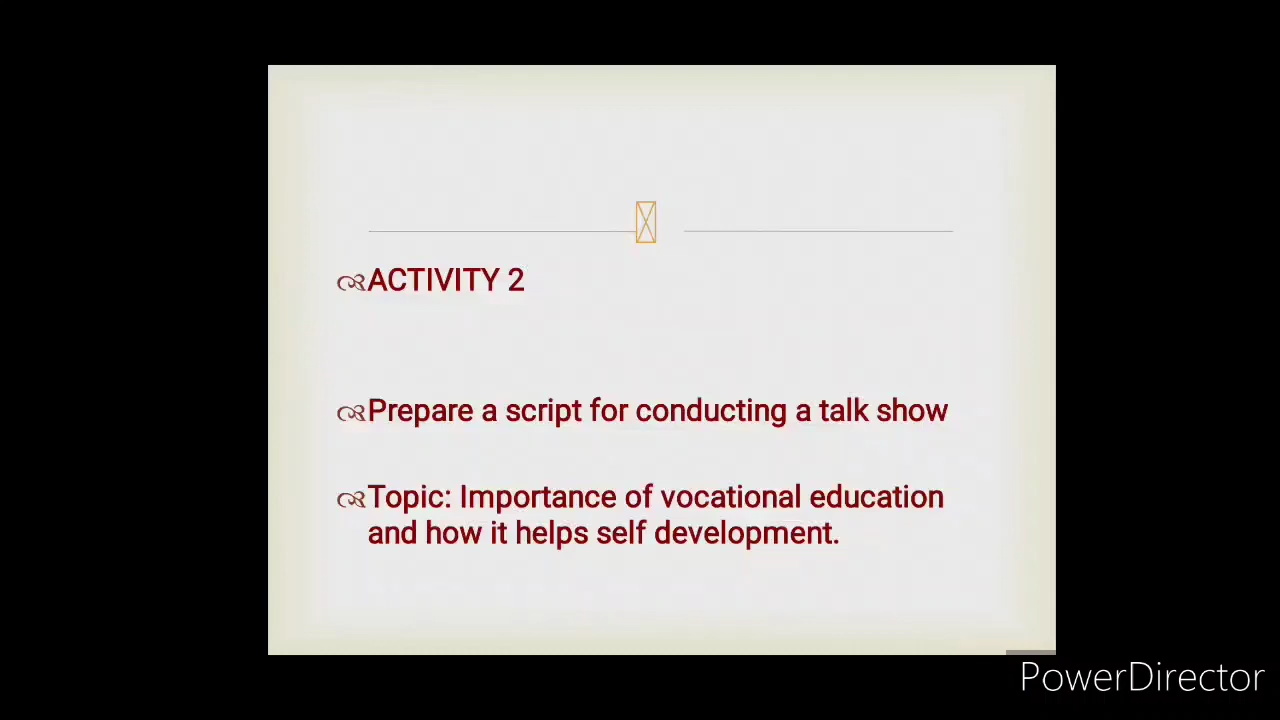 ACTIVITY 2
Prepare a script for conducting a talk show
Topic: Importance of vocational education
and how it helps self development.
PowerDirector